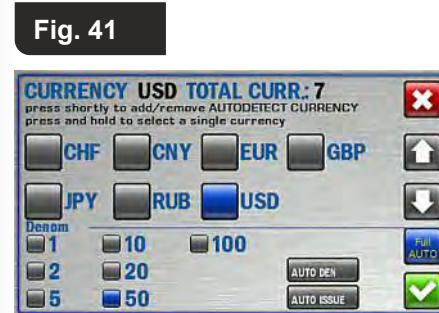 Fig. 41
CURRENCY USD TOTAL CURR.: 7
press shortly to add/remove AUTODETECT CURRENCY
press and hold to select a single currency
CHF CNY EUR GBP
JPY RUB USD
Denom
1 10 100
2 20 AUTO DEN
5 50 AUTO ISSUE
Full
AUTO